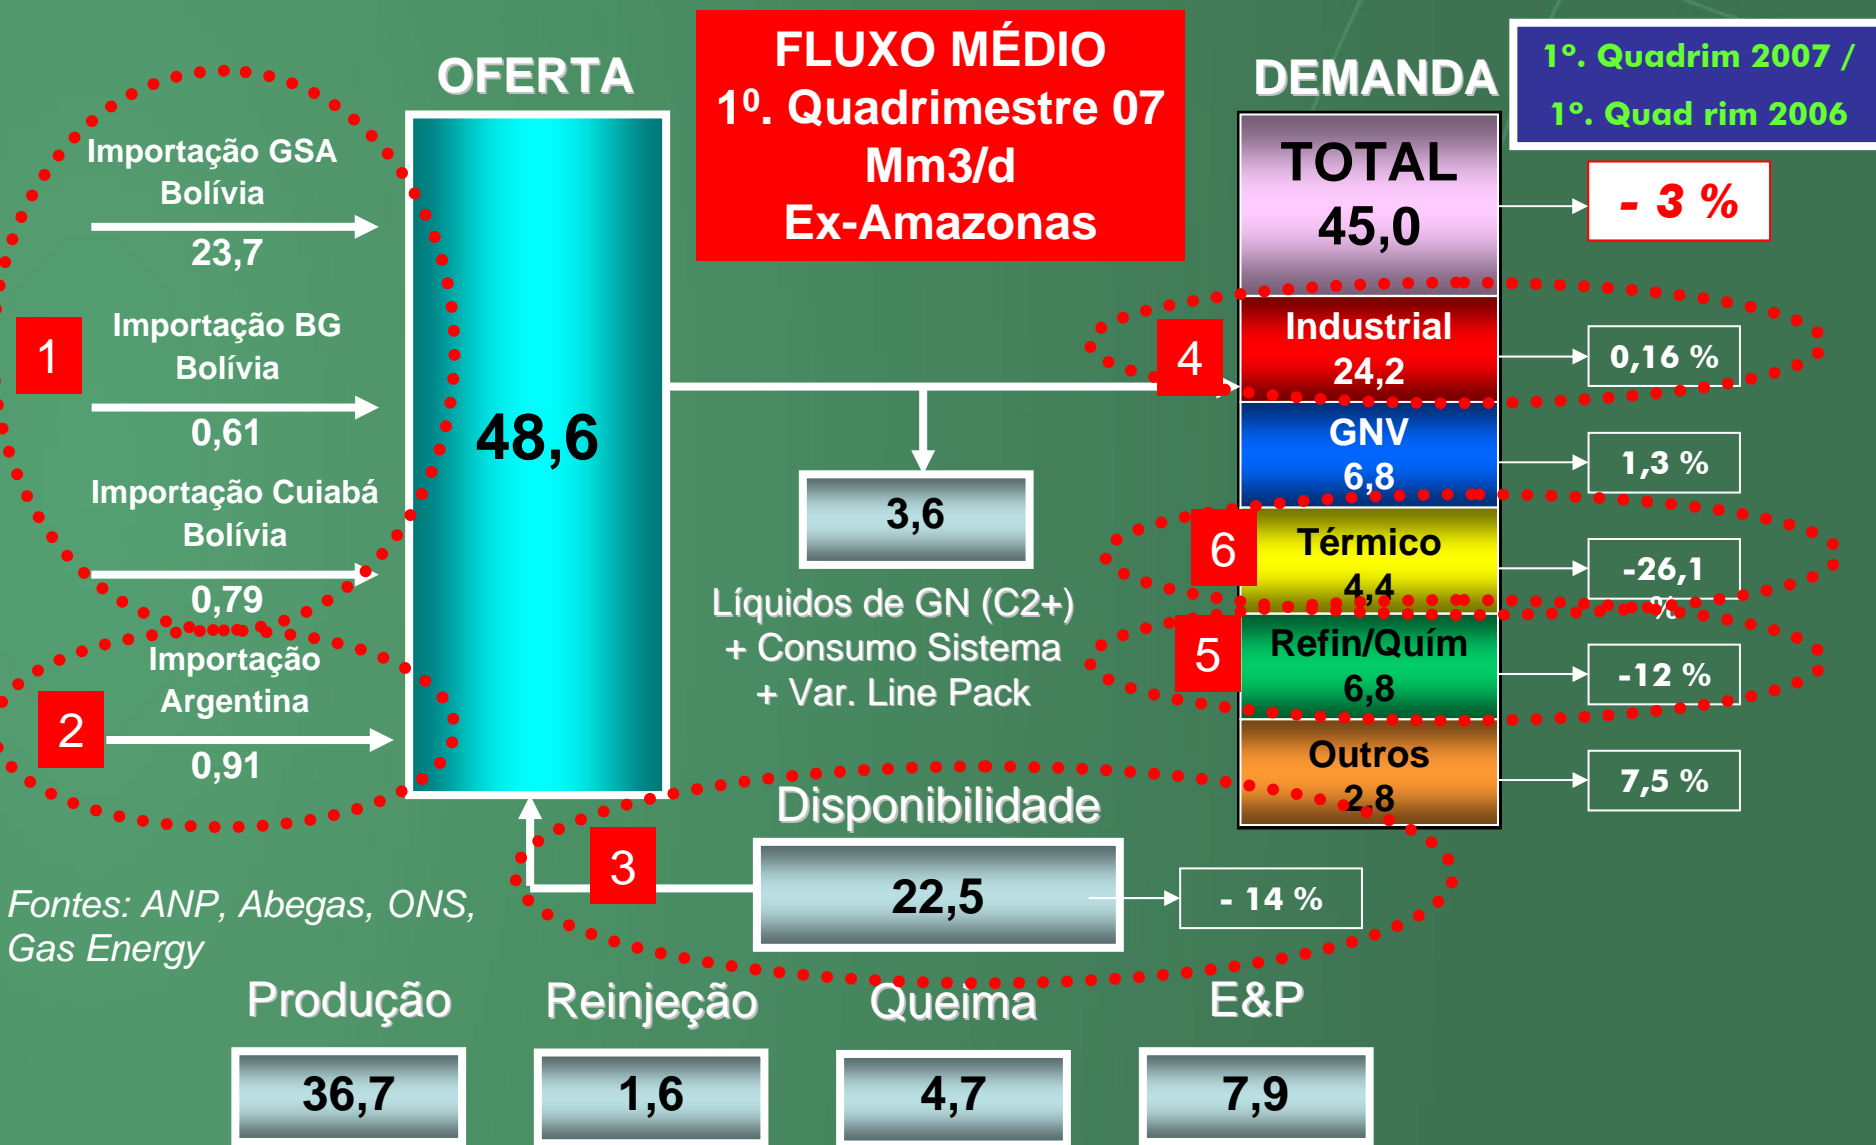 OFERTA
FLUXO MÉDIO
1⁰. Quadrimestre 07
Mm3/d
Ex-Amazonas
DEMANDA
1º. Quadrim 2007 /
1º. Quad rim 2006
Importação GSA
Bolívia
23,7
Importação BG
Bolívia
0,61
Importação Cuiabá
Bolívia
0,79
Importação
Argentina
0,91
1
2
48,6
3,6
Líquidos de GN (C2+)
+ Consumo Sistema
+ Var. Line Pack
TOTAL
45,0
- 3 %
4
Industrial
24,2
0,16 %
GNV
6,8
1,3 %
6
Térmico
4,4
-26,1
%
5
Refin/Quím
6,8
-12 %
Outros
2,8
7,5 %
Disponibilidade
3
22,5
- 14 %
Fontes: ANP, Abegas, ONS,
Gas Energy
Produção
Reinjeção
Queima
E&P
36,7
1,6
4,7
7,9